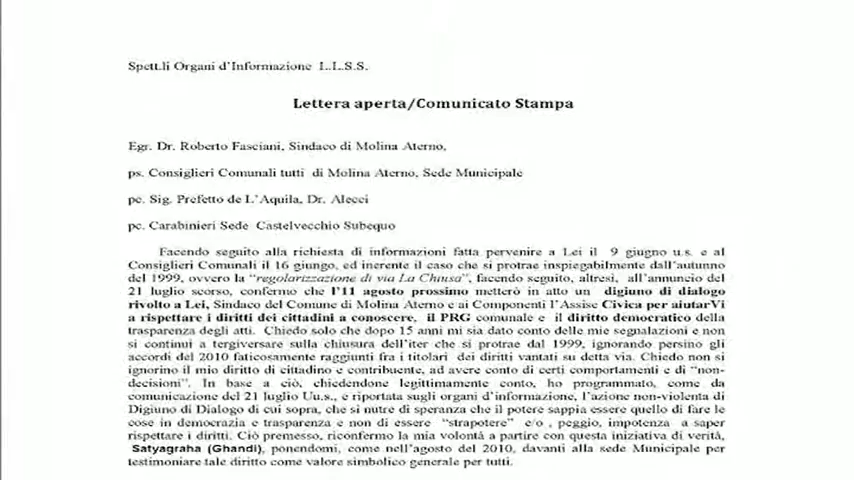 Spett.li Organi d'Informazione L.L.S.S.
Lettera aperta/Comunicato Stampa
Egr. Dr. Roberto Fasciani, Sindaco di Molina Aterno,
ps. Consiglieri Comunali tutti di Molina Aterno, Sede Municipale
pc. Sig. Prefetto de L'Aquila, Dr. Alecci
pc. Carabinieri Sede Castelvecchio Subequo
Facendo seguito alla richiesta di informazioni fatta pervenire a Lei il 9 giugno u.s. e al
Consiglieri Comunali il 16 giungo, ed inerente il caso che si protrae inspiegabilmente dall'autunno
del 1999, ovvero la "regolarizzazione di via La Chiusa", facendo seguito, altresì, all'annuncio del
21 luglio scorso, confermo che l'11 agosto prossimo metterò in atto un digiuno di dialogo
rivolto a Lei, Sindaco del Comune di Molina Aterno e ai Componenti l'Assise Civica per aiutarVi
a rispettare i diritti dei cittadini a conoscere, il PRG comunale e il diritto democratico della
trasparenza degli atti. Chiedo solo che dopo 15 anni mi sia dato conto delle mie segnalazioni e non
si continui a tergiversare sulla chiusura dell'iter che si protrae dal 1999, ignorando persino gli
accordi del 2010 faticosamente raggiunti fra i titolari dei diritti vantati su detta via. Chiedo non si
ignorino il mio diritto di cittadino e contribuente, ad avere conto di certi comportamenti e di "non-
decisioni". In base a ciò, chiedendone legittimamente conto, ho programmato, come da
comunicazione del 21 luglio Uu.s., e riportata sugli organi d'informazione, l'azione non-violenta di
Digiuno di Dialogo di cui sopra, che si nutre di speranza che il potere sappia essere quello di fare le
cose in democrazia e trasparenza e non di essere "strapotere" e/o , peggio, impotenza a saper
rispettare i diritti. Ciò premesso, riconfermo la mia volontà a partire con questa iniziativa di verità,
Satyagraha (Ghandi), ponendomi, come nell'agosto del 2010, davanti alla sede Municipale per
testimoniare tale diritto come valore simbolico generale per tutti.